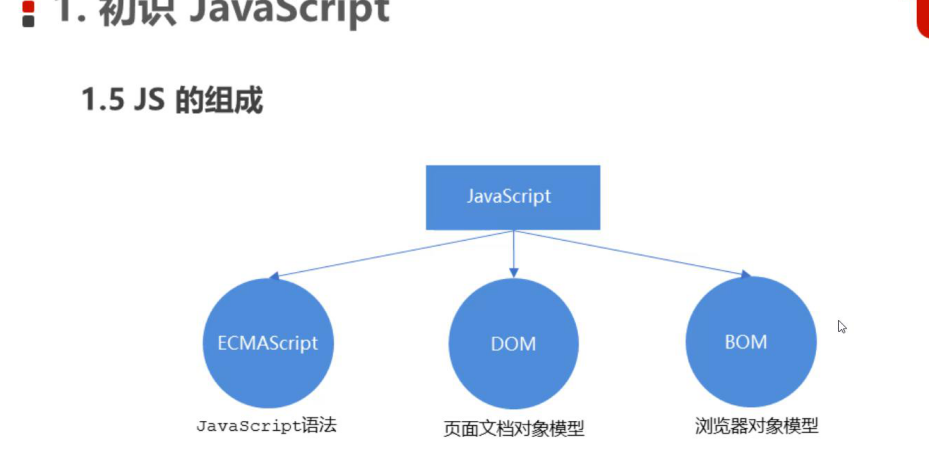 1. 初识 JavaScript
1.5 JS 的组成
JavaScript
ECMAScript
DOM
BOM
JavaScript语法
页面文档对象模型
浏览器对象模型